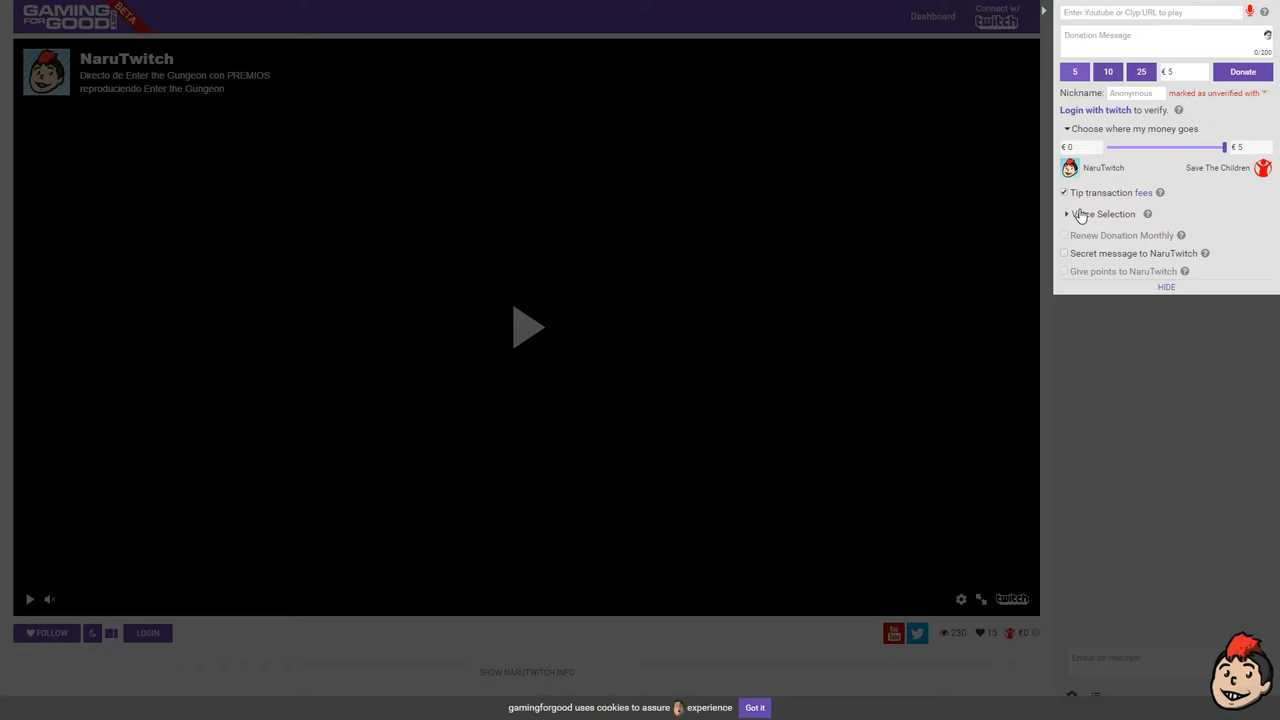 GAMING
FOR GOOD
BETA
Dashboard
Connect w/
twitch
NaruTwitch
Directo de Enter the Gungeon con PREMIOS
reproduciendo Enter the Gungeon
twitch
FOLLOW
LOGIN
You
Tube
230
15
€0
SHOW NARUTWITCH INFO
gamingforgood uses cookies to assure experience
Got it
Enter Youtube or Clyp URL to play
Donation Message
0/200
5 10 25 € 5 Donate
Nickname: Anonymous marked as unverified with '*'
Login with twitch to verify.
Choose where my money goes
€ 0 € 5
NaruTwitch Save The Children
Tip transaction fees
Selection
Renew Donation Monthly
Secret message to NaruTwitch
Give points to NaruTwitch
HIDE